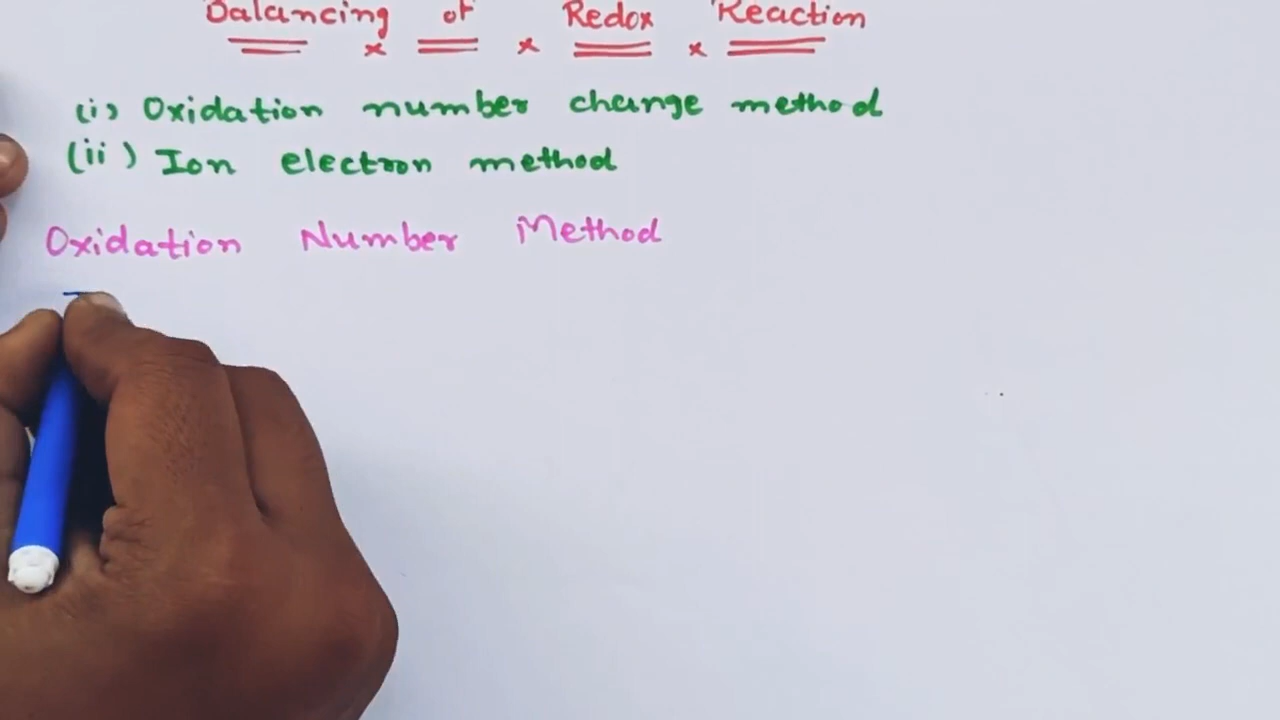 Balancing of Redox Reaction
(i) Oxidation number change method
(ii) Ion electron method
Oxidation Number Method